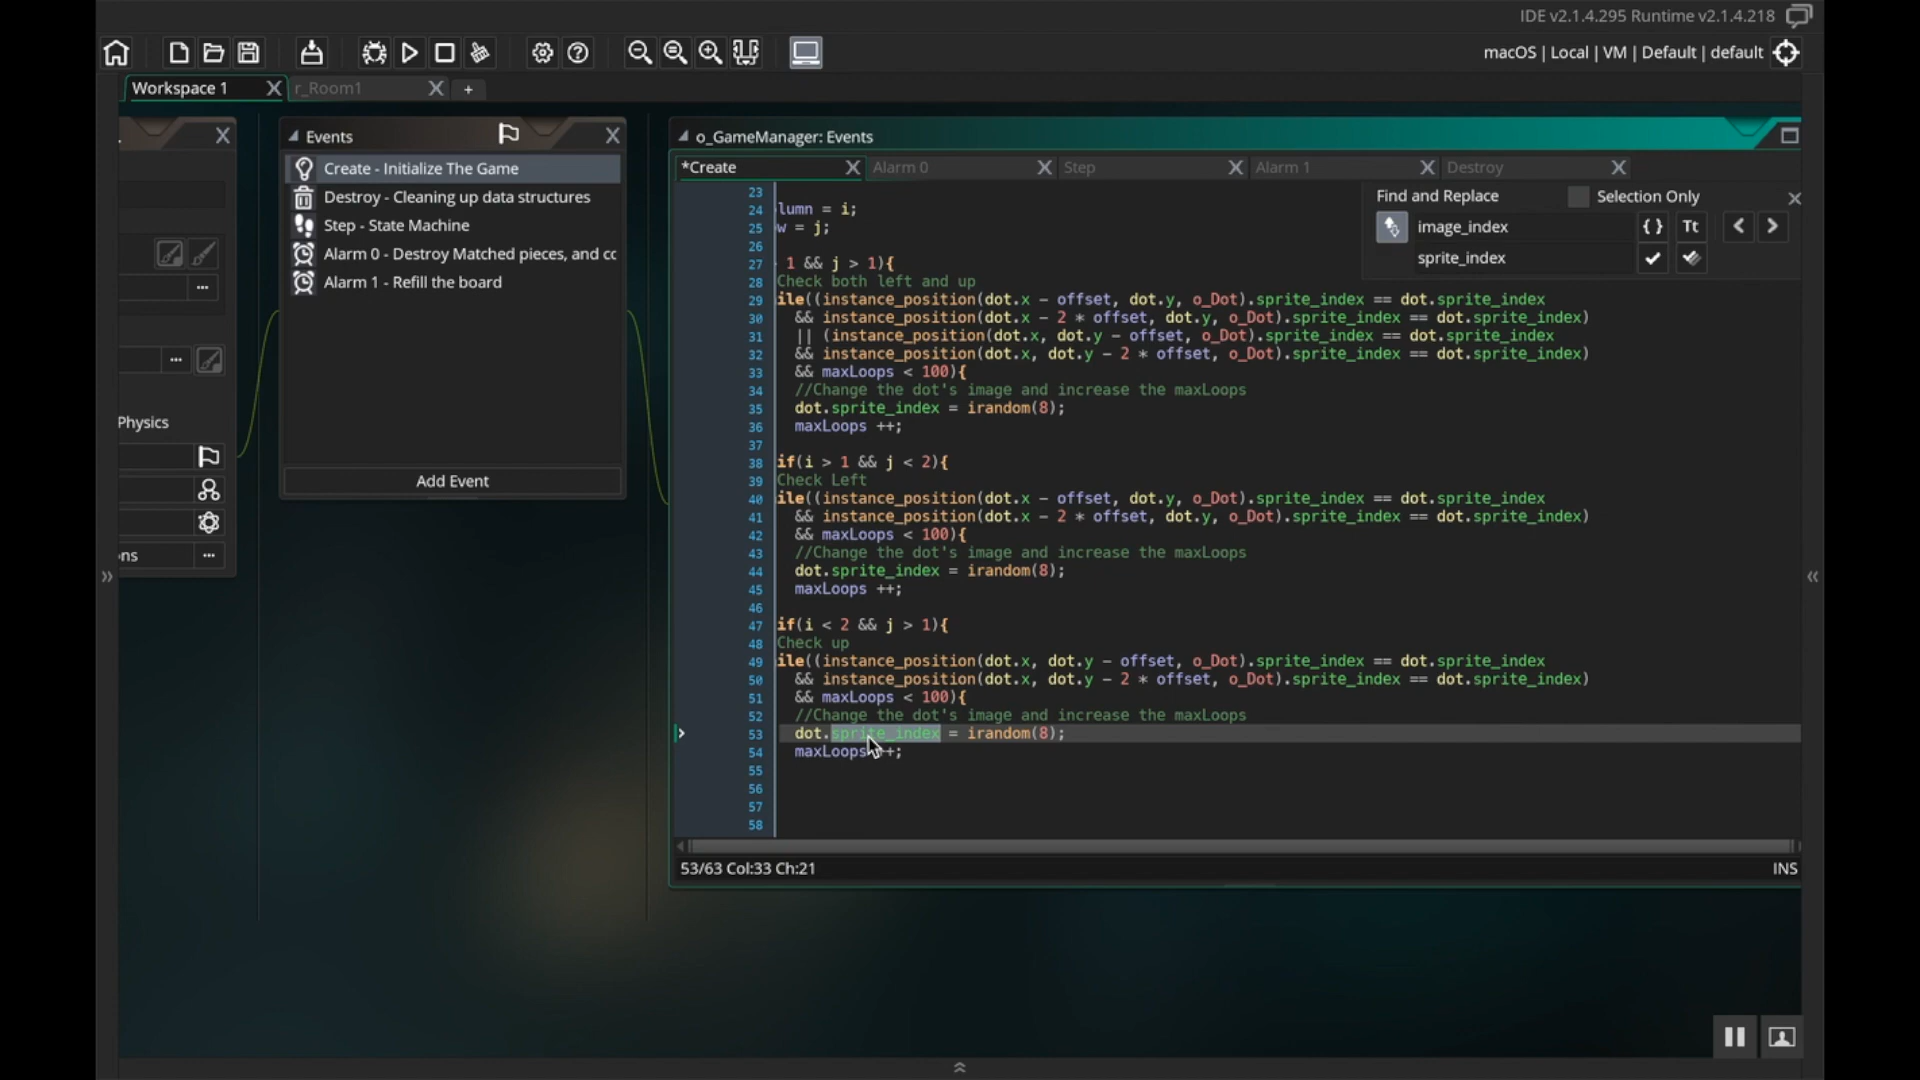 IDE v2.1.4.295 Runtime v2.1.4.218
macOS | Local | VM | Default | default
Workspace 1
r_Room1
Events
Create - Initialize The Game
Destroy - Cleaning up data structures
Step - State Machine
Alarm 0 - Destroy Matched pieces, and cc
Alarm 1 - Refill the board
Add Event
Physics
ns
o_GameManager: Events
*Create
Alarm 0
Step
Alarm 1
Destroy
Find and Replace
Selection Only
image_index
{ } Tt
sprite_index
23
24 lumn = i;
25 w = j;
26
27 1 && j > 1){
28 Check both left and up
29 ile((instance_position(dot.x - offset, dot.y, o_Dot).sprite_index == dot.sprite_index
30 && instance_position(dot.x - 2 * offset, dot.y, o_Dot).sprite_index == dot.sprite_index)
31 || (instance_position(dot.x, dot.y - offset, o_Dot).sprite_index == dot.sprite_index
32 && instance_position(dot.x, dot.y - 2 * offset, o_Dot).sprite_index == dot.sprite_index)
33 && maxLoops < 100){
34 //Change the dot's image and increase the maxLoops
35 dot.sprite_index = irandom(8);
36 maxLoops ++;
37
38 if(i > 1 && j < 2){
39 Check Left
40 ile((instance_position(dot.x - offset, dot.y, o_Dot).sprite_index == dot.sprite_index
41 && instance_position(dot.x - 2 * offset, dot.y, o_Dot).sprite_index == dot.sprite_index)
42 && maxLoops < 100){
43 //Change the dot's image and increase the maxLoops
44 dot.sprite_index = irandom(8);
45 maxLoops ++;
46
47 if(i < 2 && j > 1){
48 Check up
49 ile((instance_position(dot.x, dot.y - offset, o_Dot).sprite_index == dot.sprite_index
50 && instance_position(dot.x, dot.y - 2 * offset, o_Dot).sprite_index == dot.sprite_index)
51 && maxLoops < 100){
52 //Change the dot's image and increase the maxLoops
53 dot.sprite_index = irandom(8);
54 maxLoops ++;
55
56
57
58
53/63 Col:33 Ch:21
INS